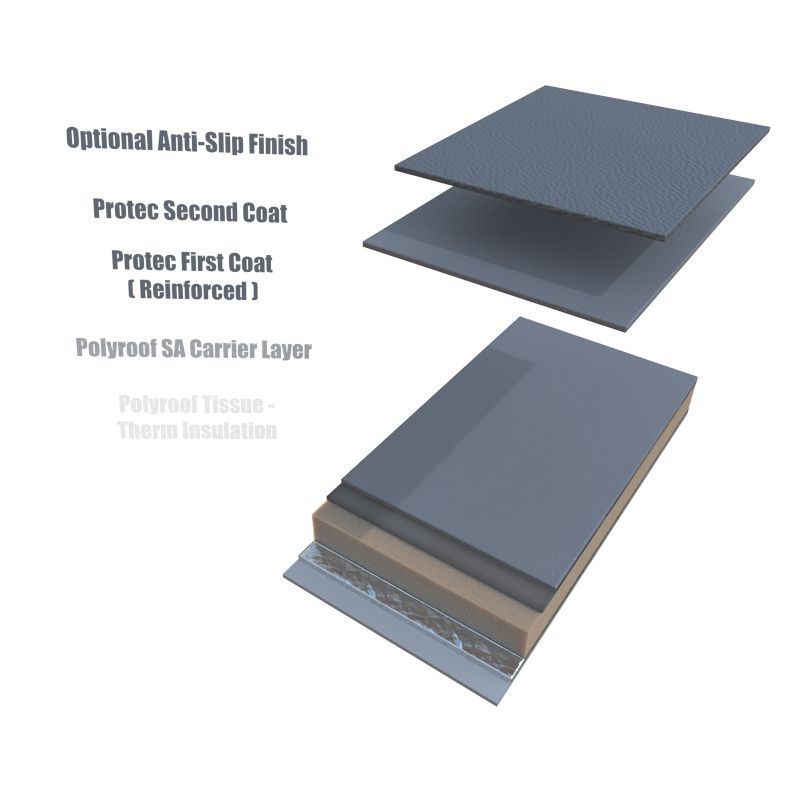 Optional Anti-Slip Finish
Protec Second Coat
Protec First Coat
( Reinforced )
Polyroof SA Carrier Layer
Polyroof Tissue -
Therm Insulation